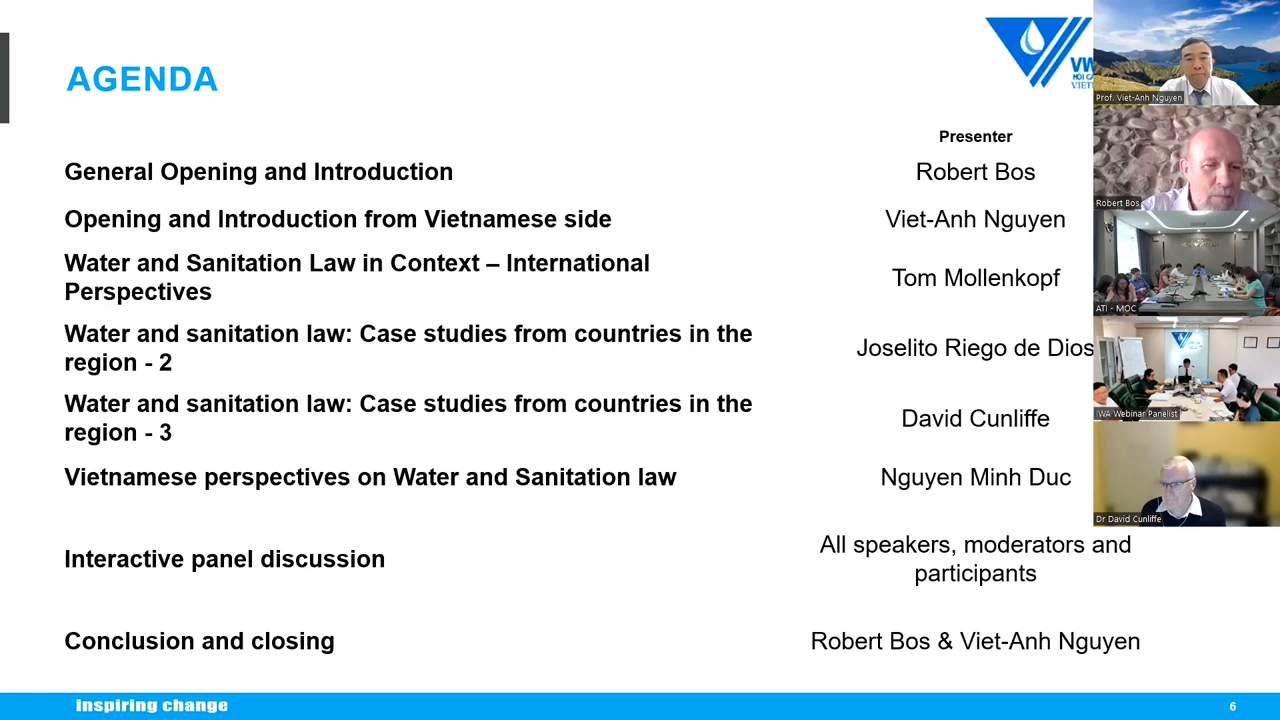 AGENDA
VW
HỘI C
VIET
Presenter
General Opening and Introduction
Robert Bos
Opening and Introduction from Vietnamese side
Viet-Anh Nguyen
Water and Sanitation Law in Context – International
Perspectives
Tom Mollenkopf
Water and sanitation law: Case studies from countries in the
region - 2
Joselito Riego de Dios
Water and sanitation law: Case studies from countries in the
region - 3
David Cunliffe
Vietnamese perspectives on Water and Sanitation law
Nguyen Minh Duc
Interactive panel discussion
All speakers, moderators and
participants
Conclusion and closing
Robert Bos & Viet-Anh Nguyen
inspiring change
6
Prof. Viet-Anh Nguyen
Robert Bos
ATI - MOC
IWA Webinar Panelist
Dr David Cunliffe